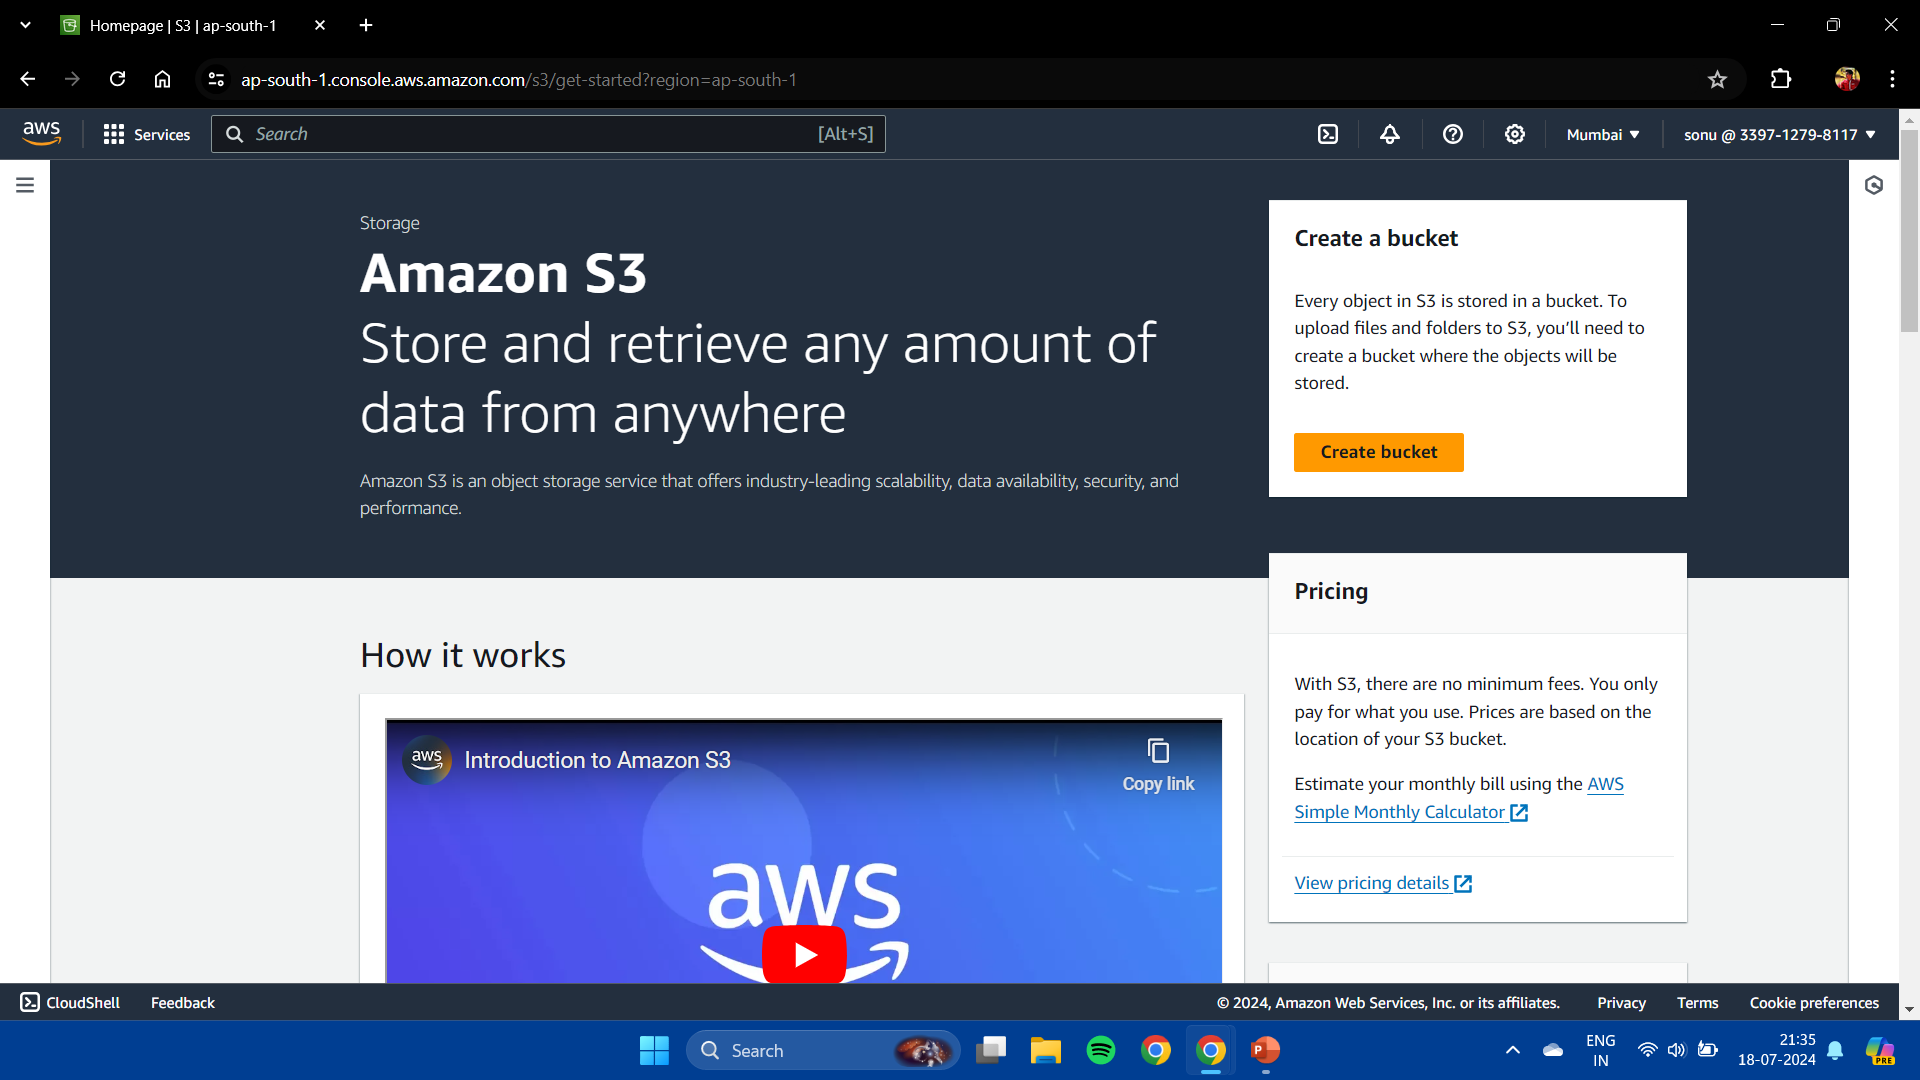 Homepage | S3 | ap-south-1
ap-south-1.console.aws.amazon.com/s3/get-started?region=ap-south-1
aws
Services
Search
[Alt+S]
Mumbai
sonu @ 3397-1279-8117
Storage
Amazon S3
Store and retrieve any amount of
data from anywhere
Amazon S3 is an object storage service that offers industry-leading scalability, data availability, security, and
performance.
Create a bucket
Every object in S3 is stored in a bucket. To
upload files and folders to S3, you’ll need to
create a bucket where the objects will be
stored.
Create bucket
Pricing
With S3, there are no minimum fees. You only
pay for what you use. Prices are based on the
location of your S3 bucket.
Estimate your monthly bill using the AWS
Simple Monthly Calculator
View pricing details
How it works
aws
Introduction to Amazon S3
Copy link
aws
CloudShell
Feedback
© 2024, Amazon Web Services, Inc. or its affiliates.
Privacy
Terms
Cookie preferences
Search
P
ENG
IN
21:35
18-07-2024
PRE